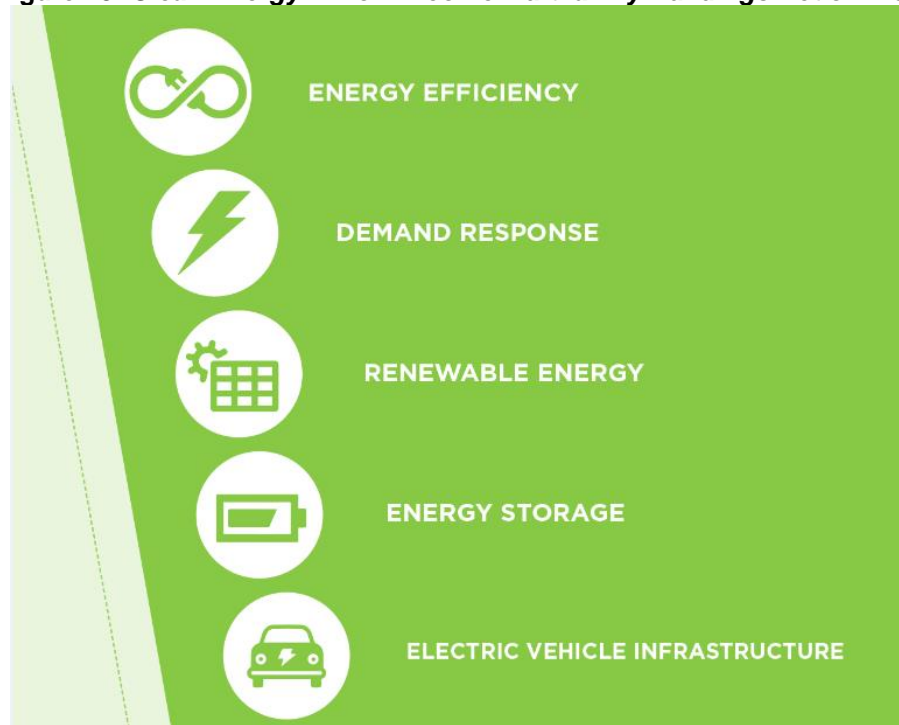 ENERGY EFFICIENCY
DEMAND RESPONSE
RENEWABLE ENERGY
ENERGY STORAGE
ELECTRIC VEHICLE INFRASTRUCTURE